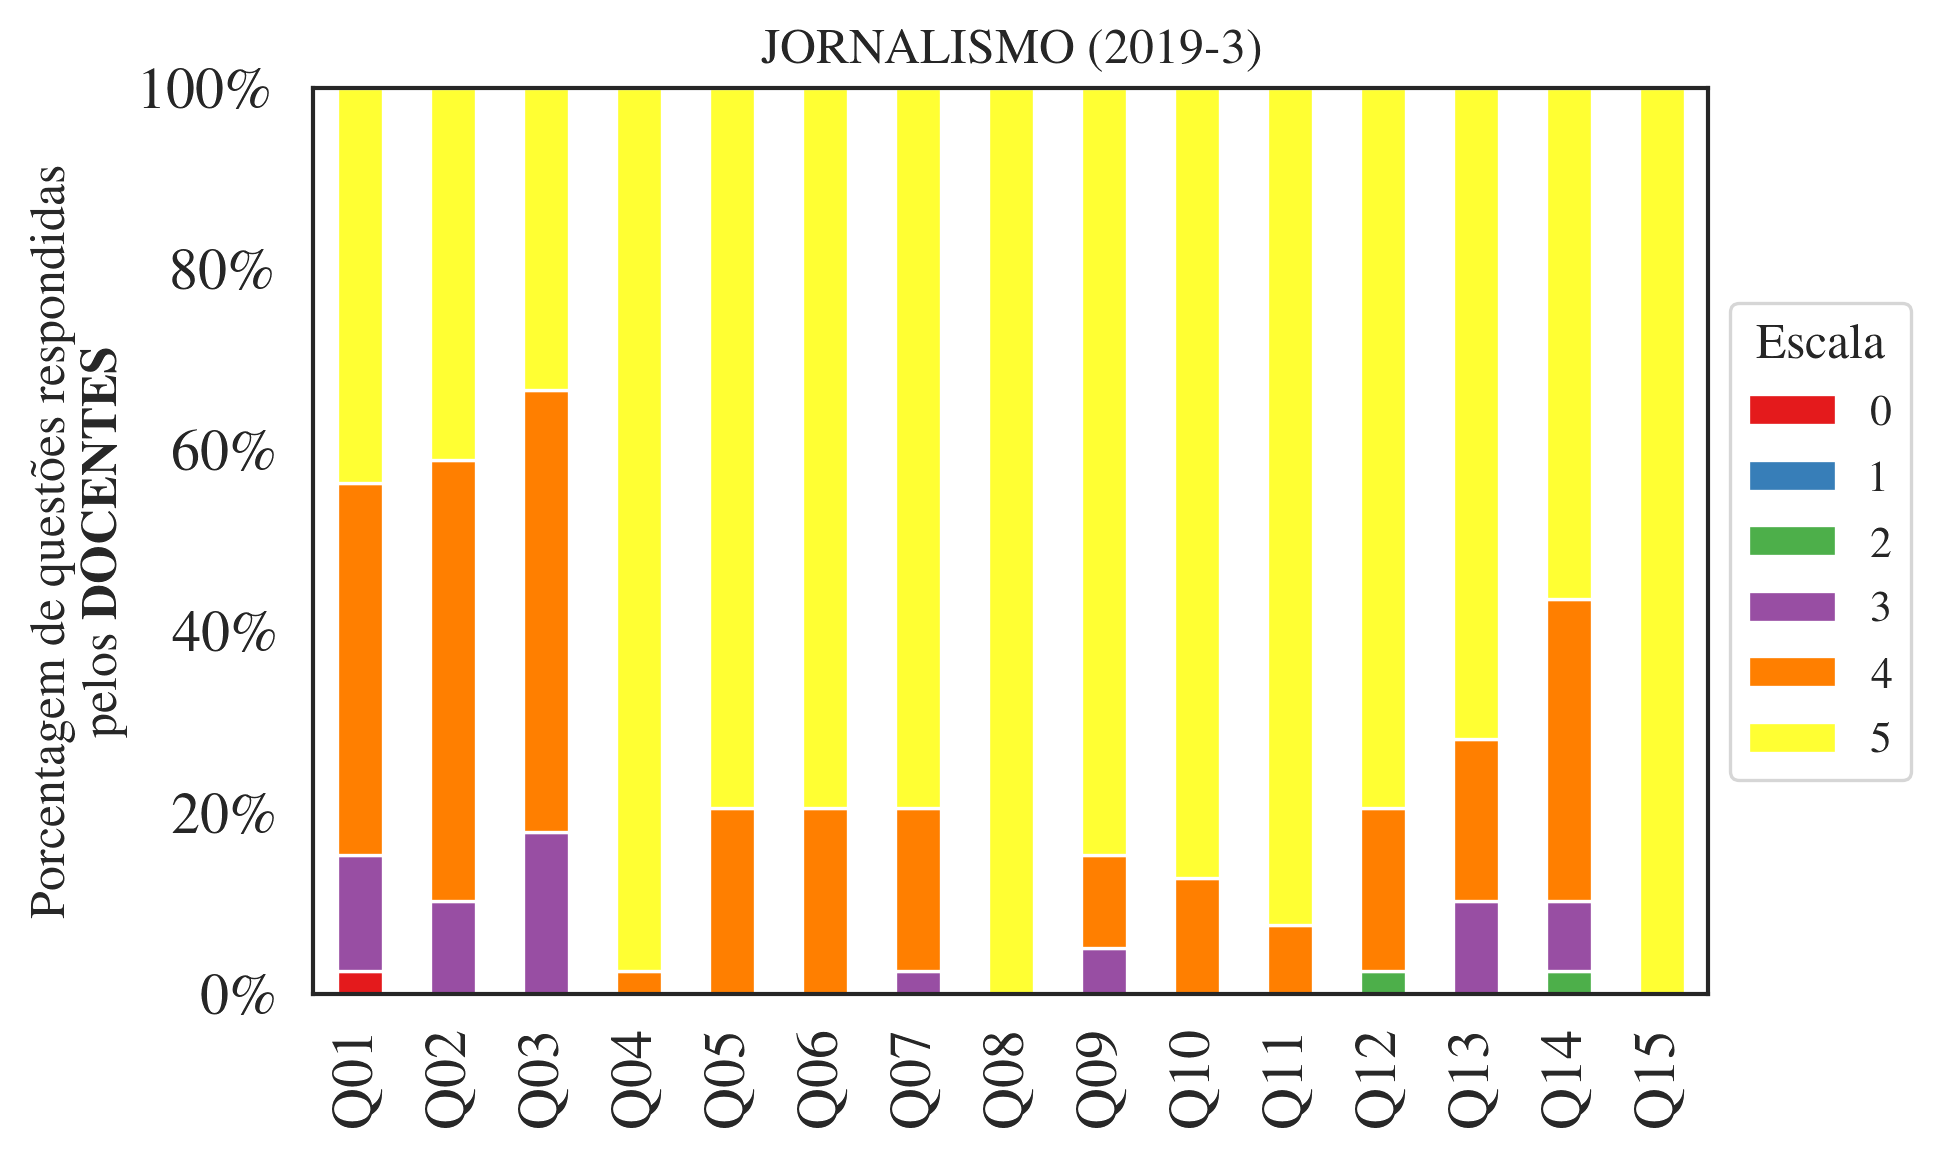 JORNALISMO (2019-3)
Porcentagem de questões respondidas
pelos DOCENTES
100%
80%
60%
40%
20%
0%
Q01
Q02
Q03
Q04
Q05
Q06
Q07
Q08
Q09
Q10
Q11
Q12
Q13
Q14
Q15
Escala
0
1
2
3
4
5